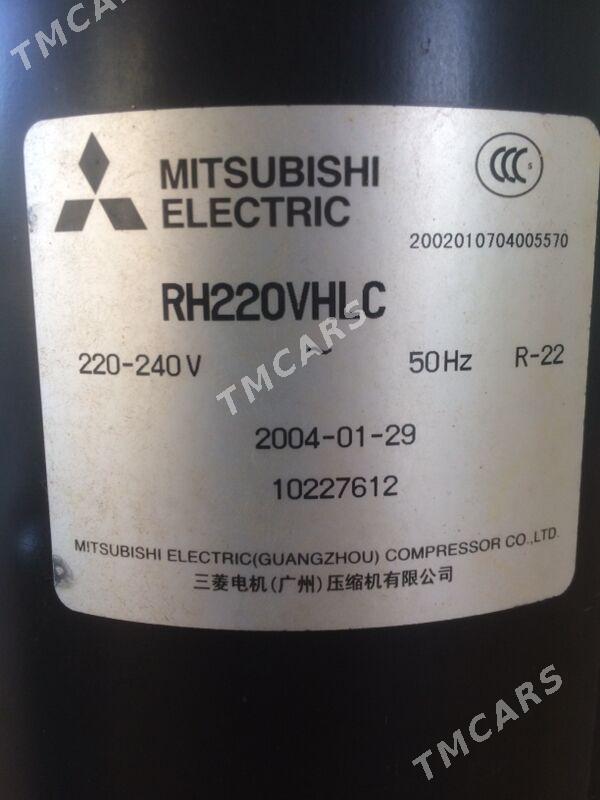 TMCARS
MITSUBISHI
ELECTRIC
CCC S
2002010704005570
RH220VHLC
220-240V ~ 50Hz R-22
TMCARS
2004-01-29
10227612
MITSUBISHI ELECTRIC(GUANGZHOU) COMPRESSOR CO.,LTD.
三菱电机(广州)压缩机有限公司
TMCARS